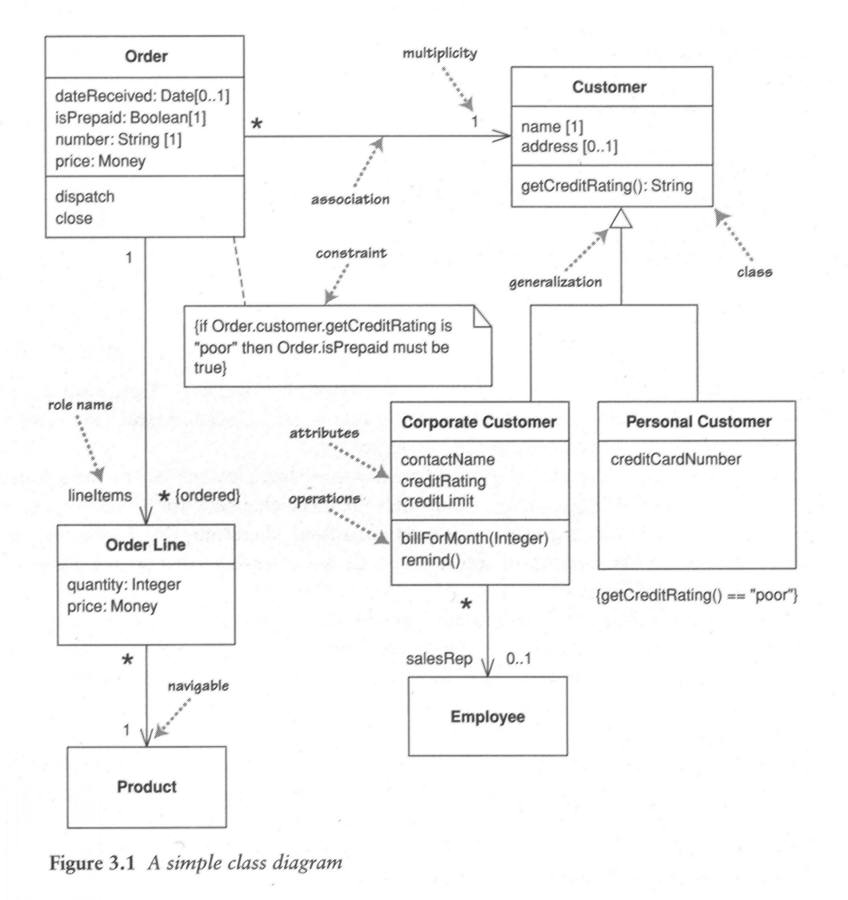 Order
dateReceived: Date[0..1]
isPrepaid: Boolean[1]
number: String [1]
price: Money
dispatch
close
multiplicity
*
1
association
Customer
name [1]
address [0..1]
getCreditRating(): String
generalization
class
1
constraint
{if Order.customer.getCreditRating is
"poor" then Order.isPrepaid must be
true}
role name
lineItems
* {ordered}
Order Line
quantity: Integer
price: Money
attributes
operations
Corporate Customer
contactName
creditRating
creditLimit
billForMonth(Integer)
remind()
Personal Customer
creditCardNumber
{getCreditRating() == "poor"}
*
salesRep
0..1
Employee
*
navigable
1
Product
Figure 3.1 A simple class diagram